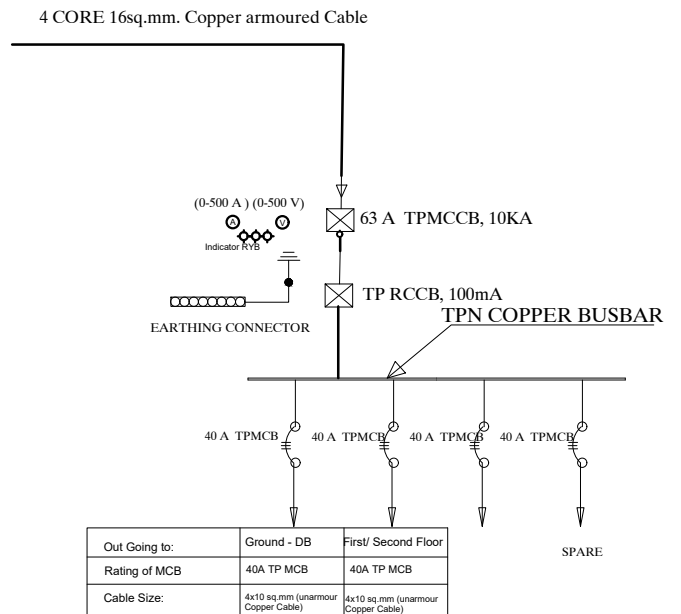 4 CORE 16sq.mm. Copper armoured Cable
(0-500 A ) (0-500 V)
A V
63 A TPMCCB, 10KA
Indicator RYB
TP RCCB, 100mA
EARTHING CONNECTOR
TPN COPPER BUSBAR
40 A TPMCB 40 A TPMCB 40 A TPMCB 40 A TPMCB
SPARE
Out Going to: Ground - DB First/ Second Floor
Rating of MCB 40A TP MCB 40A TP MCB
Cable Size: 4x10 sq.mm (unarmour Copper Cable) 4x10 sq.mm (unarmour Copper Cable)